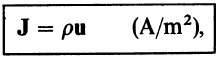 J = ρu (A/m²),